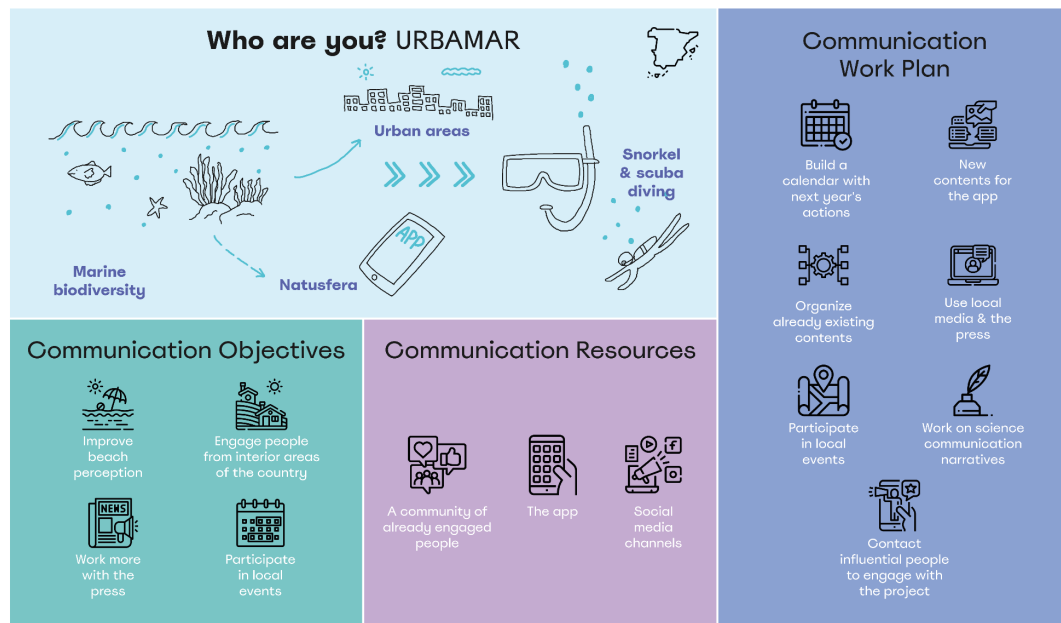 Who are you? URBAMAR
Urban areas
Snorkel
& scuba
diving
APP
Marine
biodiversity
Natusfera
Communication Objectives
Improve
beach
perception
Engage people
from interior areas
of the country
NEWS
Work more
with the
press
Participate
in local
events
Communication Resources
A community of
already engaged
people
The app
Social
media
channels
Communication
Work Plan
Build a
calendar with
next year's
actions
New
contents for
the app
Organize
already existing
contents
Use local
media & the
press
Participate
in local
events
Work on science
communication
narratives
Contact
influential people
to engage with
the project